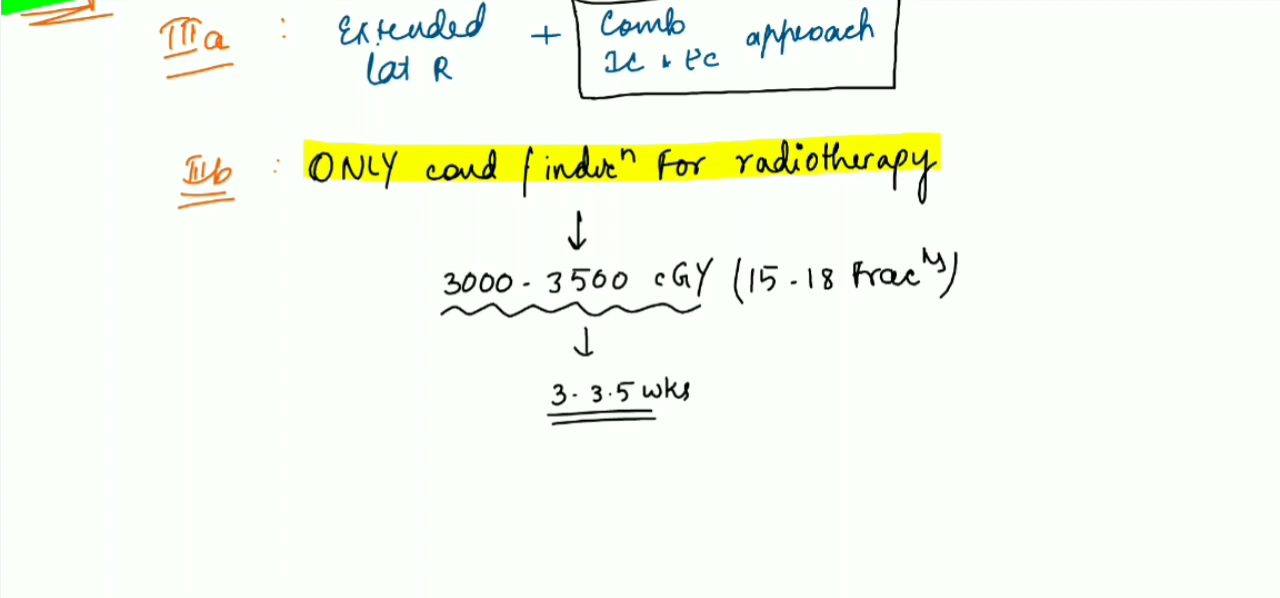 IIIa : Extended + Comb approach
Lat R IC & EC
IIIb : ONLY cond / indicⁿ For radiotherapy
↓
3000 - 3500 cGY (15 - 18 Frac)
↓
3 - 3.5 wks